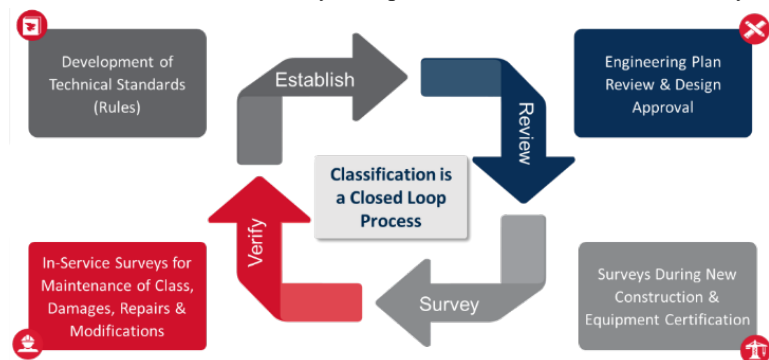 Development of
Technical Standards
(Rules)
Establish
Engineering Plan
Review & Design
Approval
Review
Classification is
a Closed Loop
Process
Verify
In-Service Surveys for
Maintenance of Class,
Damages, Repairs &
Modifications
Survey
Surveys During New
Construction &
Equipment Certification